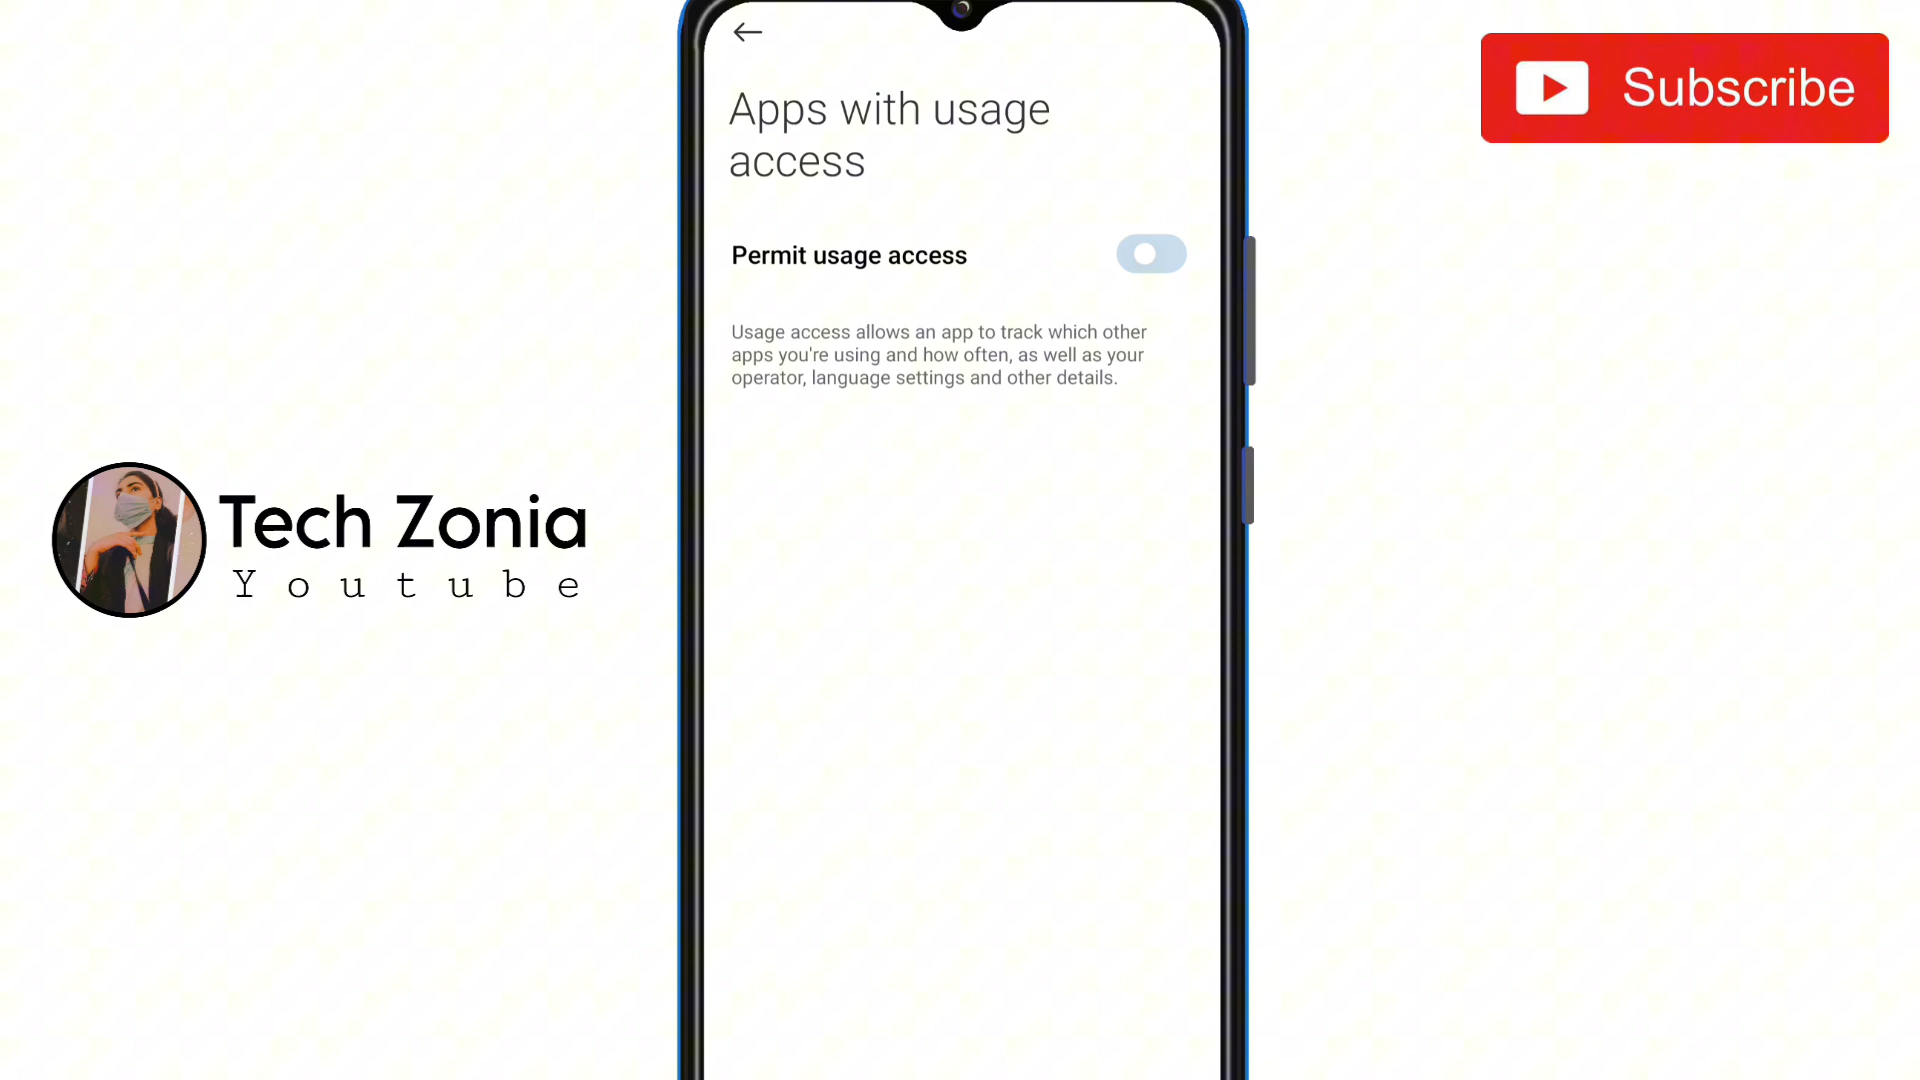 Apps with usage
access
Permit usage access
Usage access allows an app to track which other
apps you're using and how often, as well as your
operator, language settings and other details.
Subscribe
Tech Zonia
Youtube